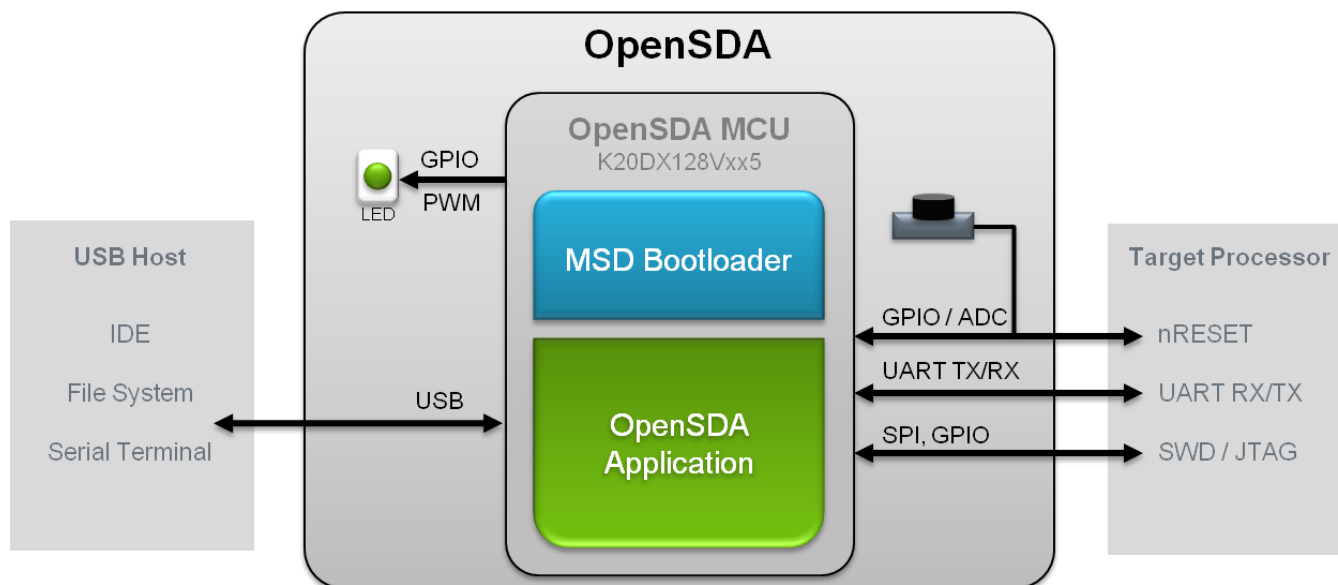 OpenSDA
OpenSDA MCU
K20DX128Vxx5
GPIO
PWM
LED
MSD Bootloader
USB Host
IDE
File System
Serial Terminal
USB
OpenSDA
Application
GPIO / ADC
UART TX/RX
SPI, GPIO
Target Processor
nRESET
UART RX/TX
SWD / JTAG